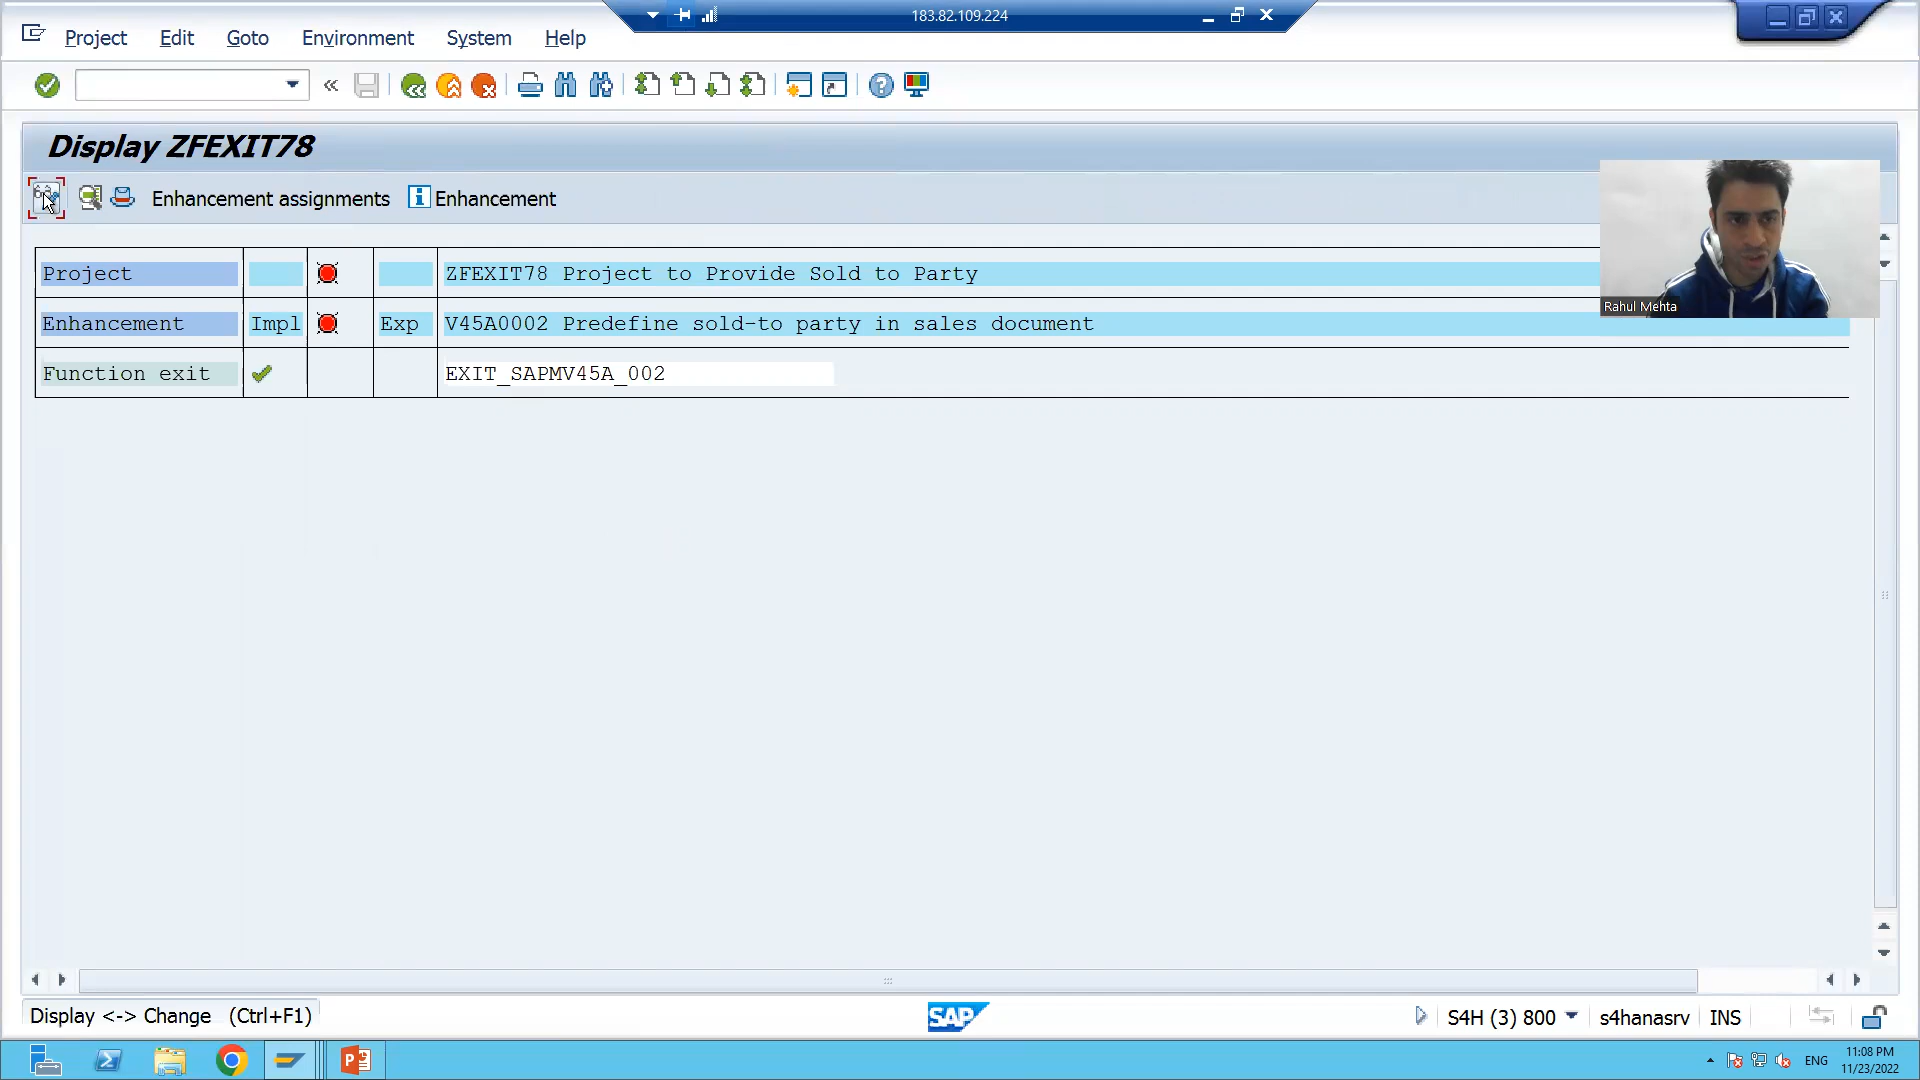 183.82.109.224
Project Edit Goto Environment System Help
Display ZFEXIT78
Enhancement assignments Enhancement
Project ZFEXIT78 Project to Provide Sold to Party
Enhancement Impl Exp V45A0002 Predefine sold-to party in sales document
Function exit EXIT_SAPMV45A_002
Rahul Mehta
Display <-> Change (Ctrl+F1)
SAP
S4H (3) 800 s4hanasrv INS
ENG
11:08 PM
11/23/2022